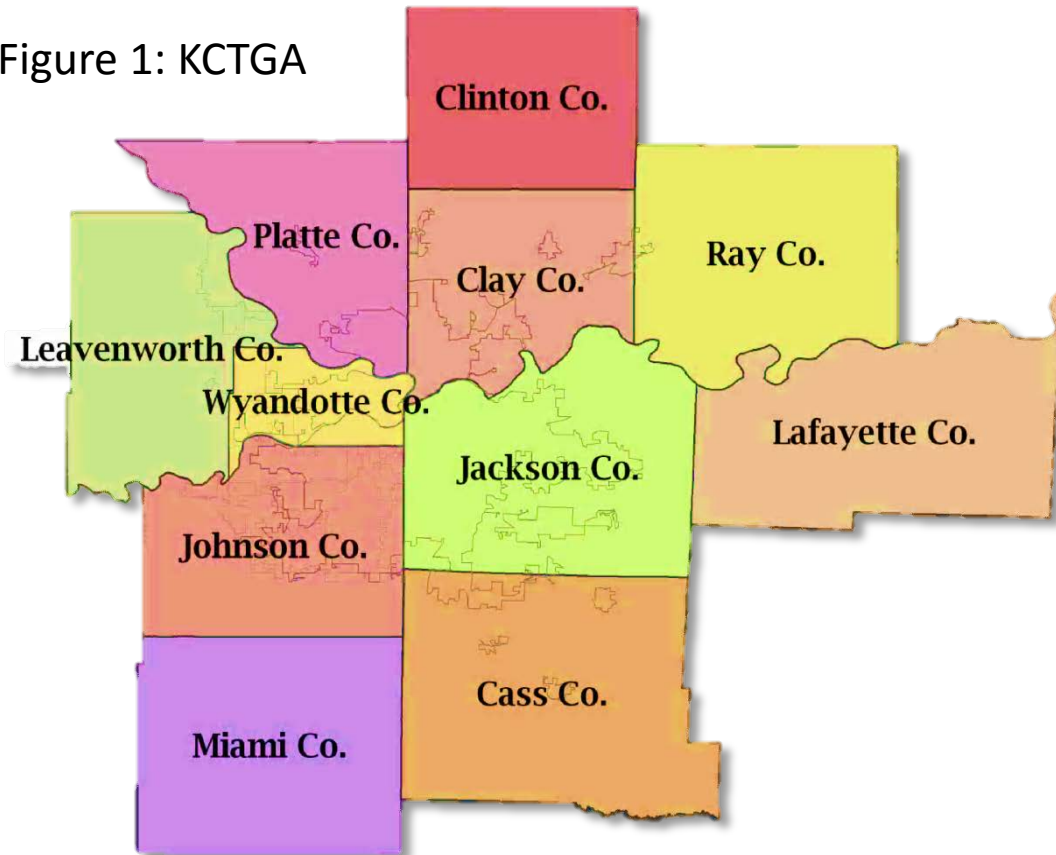 Figure 1: KCTGA
Clinton Co.
Platte Co.
Clay Co.
Ray Co.
Leavenworth Co.
Wyandotte Co.
Lafayette Co.
Jackson Co.
Johnson Co.
Cass Co.
Miami Co.